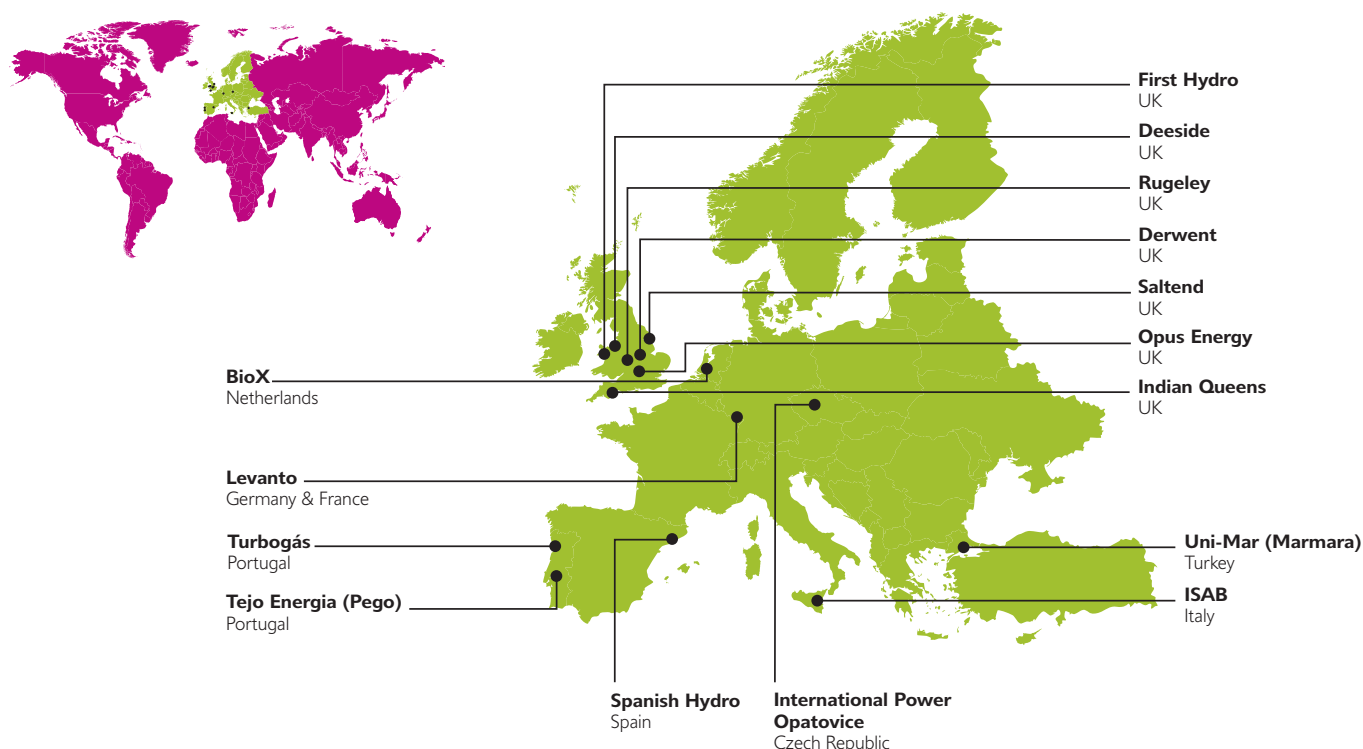 First Hydro
UK
Deeside
UK
Rugeley
UK
Derwent
UK
Saltend
UK
Opus Energy
UK
Indian Queens
UK
BioX
Netherlands
Levanto
Germany & France
Turbogás
Portugal
Tejo Energia (Pego)
Portugal
Uni-Mar (Marmara)
Turkey
ISAB
Italy
Spanish Hydro
Spain
International Power
Opatovice
Czech Republic